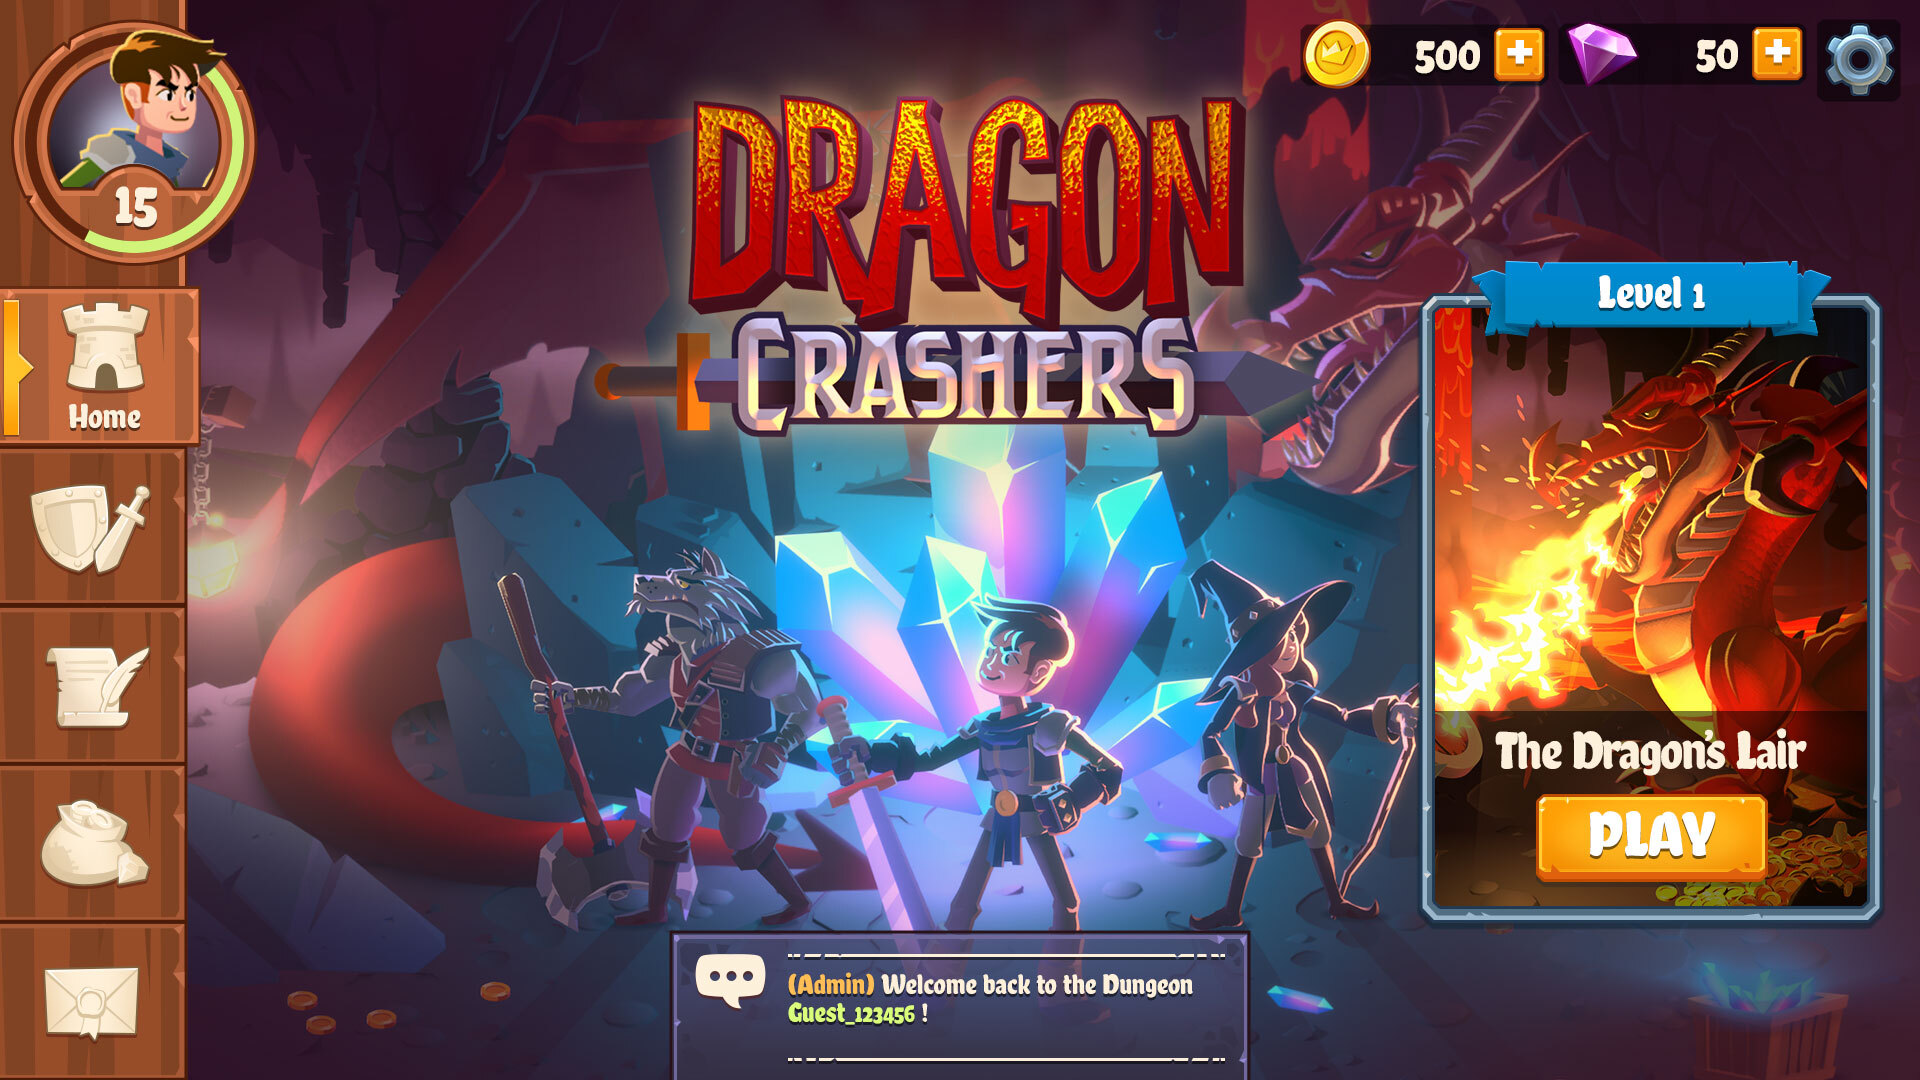 500
50
15
DRAGON
CRASHERS
Level 1
Home
The Dragon's Lair
PLAY
(Admin) Welcome back to the Dungeon
Guest_123456 !